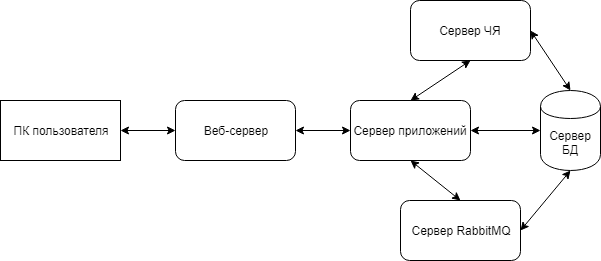 Сервер ЧЯ
ПК пользователя
Веб-сервер
Сервер приложений
Сервер
БД
Сервер RabbitMQ